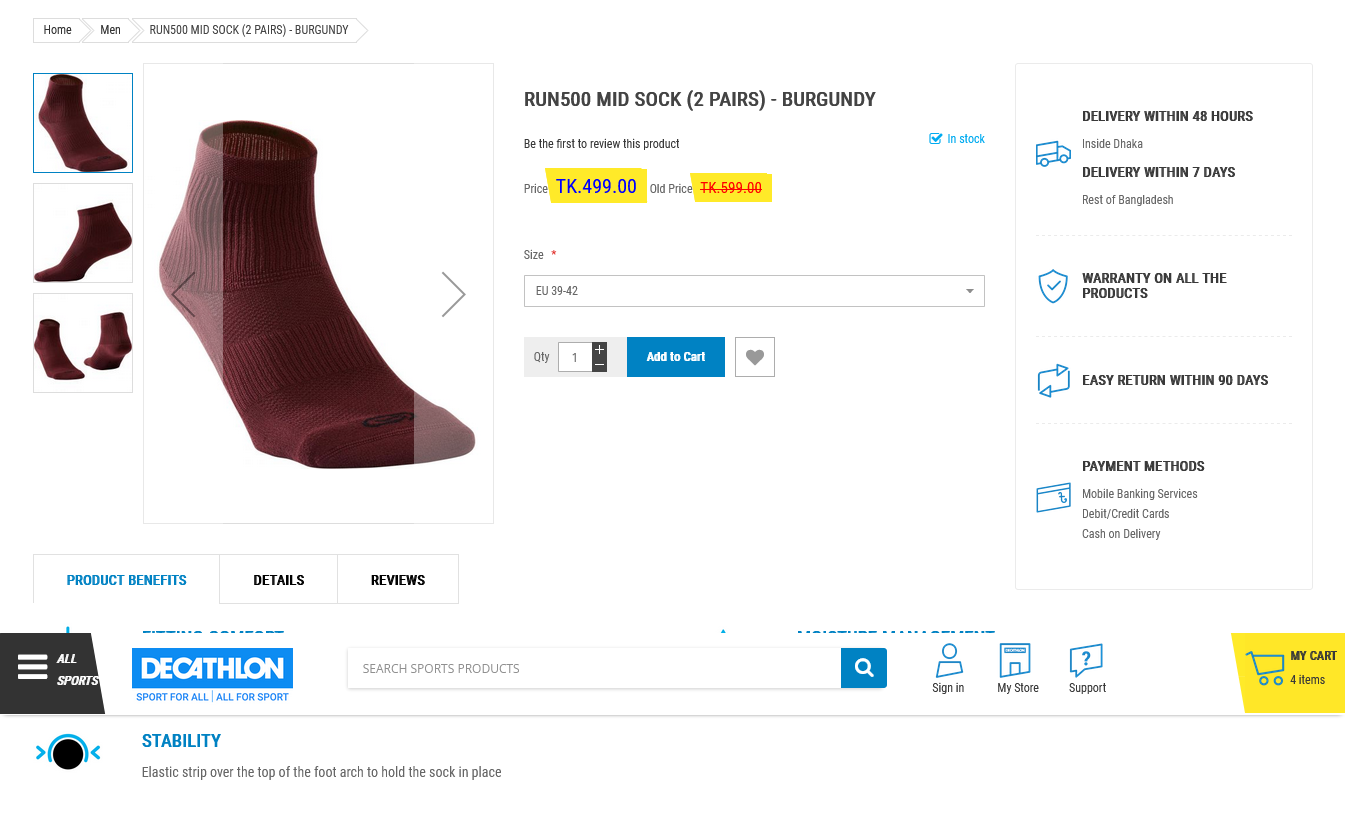 Home
Men
RUN500 MID SOCK (2 PAIRS) - BURGUNDY
RUN500 MID SOCK (2 PAIRS) - BURGUNDY
Be the first to review this product
In stock
Price TK.499.00 Old Price TK.599.00
Size *
EU 39-42
Qty 1 + −
Add to Cart
DELIVERY WITHIN 48 HOURS
Inside Dhaka
DELIVERY WITHIN 7 DAYS
Rest of Bangladesh
WARRANTY ON ALL THE
PRODUCTS
EASY RETURN WITHIN 90 DAYS
PAYMENT METHODS
Mobile Banking Services
Debit/Credit Cards
Cash on Delivery
PRODUCT BENEFITS
DETAILS
REVIEWS
FITTING COMFORT
MOISTURE MANAGEMENT
ALL
SPORTS
DECATHLON
SPORT FOR ALL | ALL FOR SPORT
SEARCH SPORTS PRODUCTS
Sign in
My Store
Support
MY CART
4 items
STABILITY
Elastic strip over the top of the foot arch to hold the sock in place